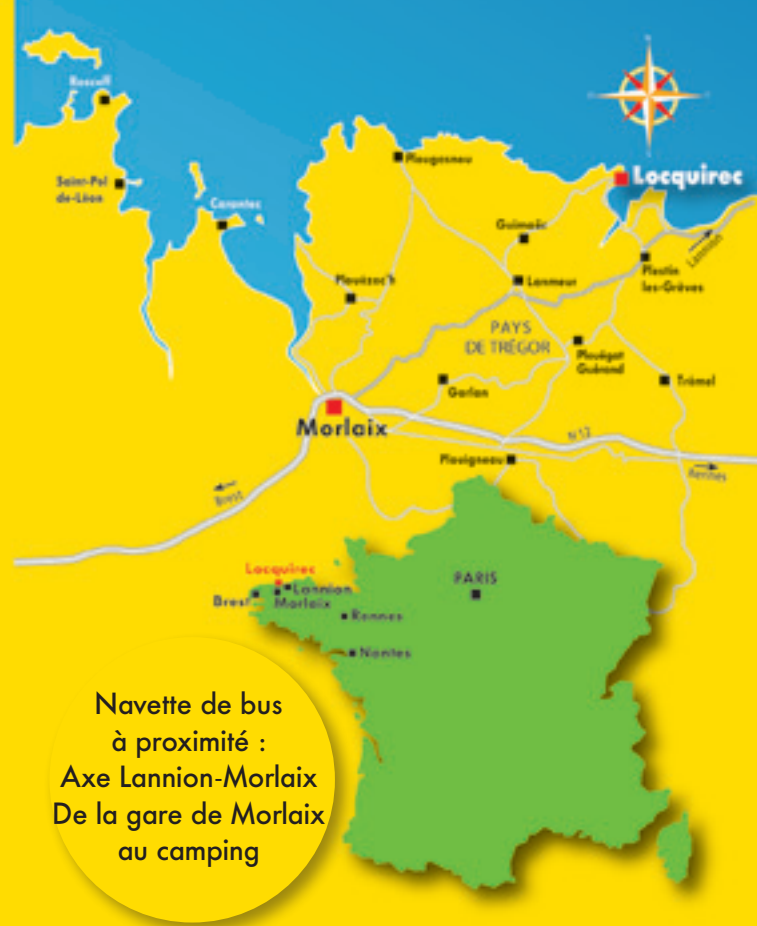 Roscoff
Saint-Pol
de-Léon
Carantec
Plougasnou
Locquirec
Guimaëc
Lannion
Plestin
les-Grèves
Plouézoc'h
Lanmeur
PAYS
DE TRÉGOR
Plouégat
Guérand
Garlan
Trémel
Morlaix
N12
Plouigneau
Rennes
Brest
Locquirec
Lannion
Brest
Morlaix
PARIS
Rennes
Nantes
Navette de bus
à proximité :
Axe Lannion-Morlaix
De la gare de Morlaix
au camping